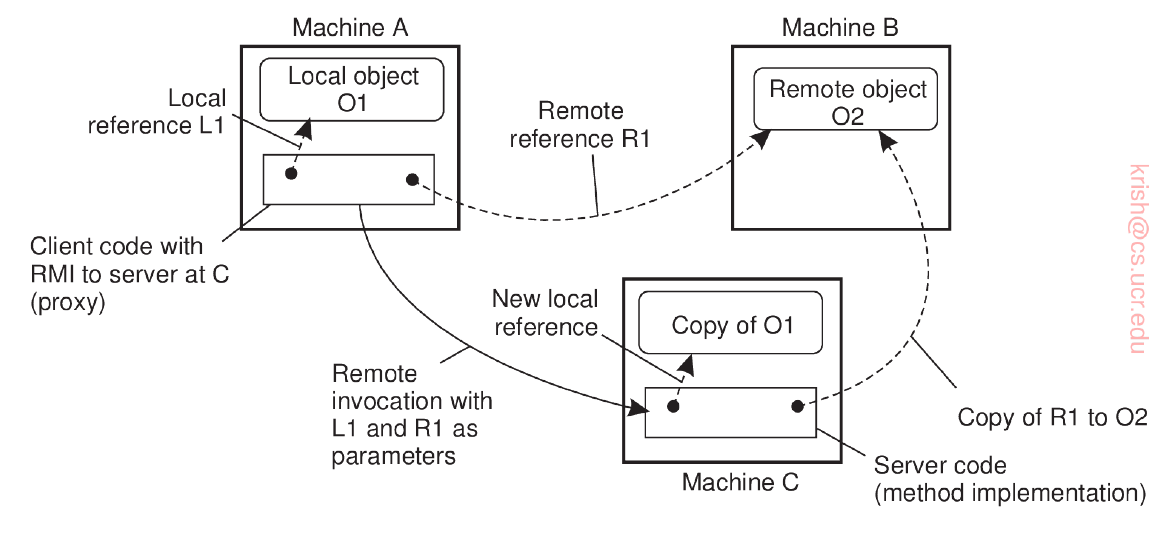 Machine A
Machine B
Local object
O1
Remote object
O2
Local
reference L1
Remote
reference R1
Client code with
RMI to server at C
(proxy)
New local
reference
Copy of O1
Remote
invocation with
L1 and R1 as
parameters
Copy of R1 to O2
Machine C
Server code
(method implementation)
krish@cs.ucr.edu